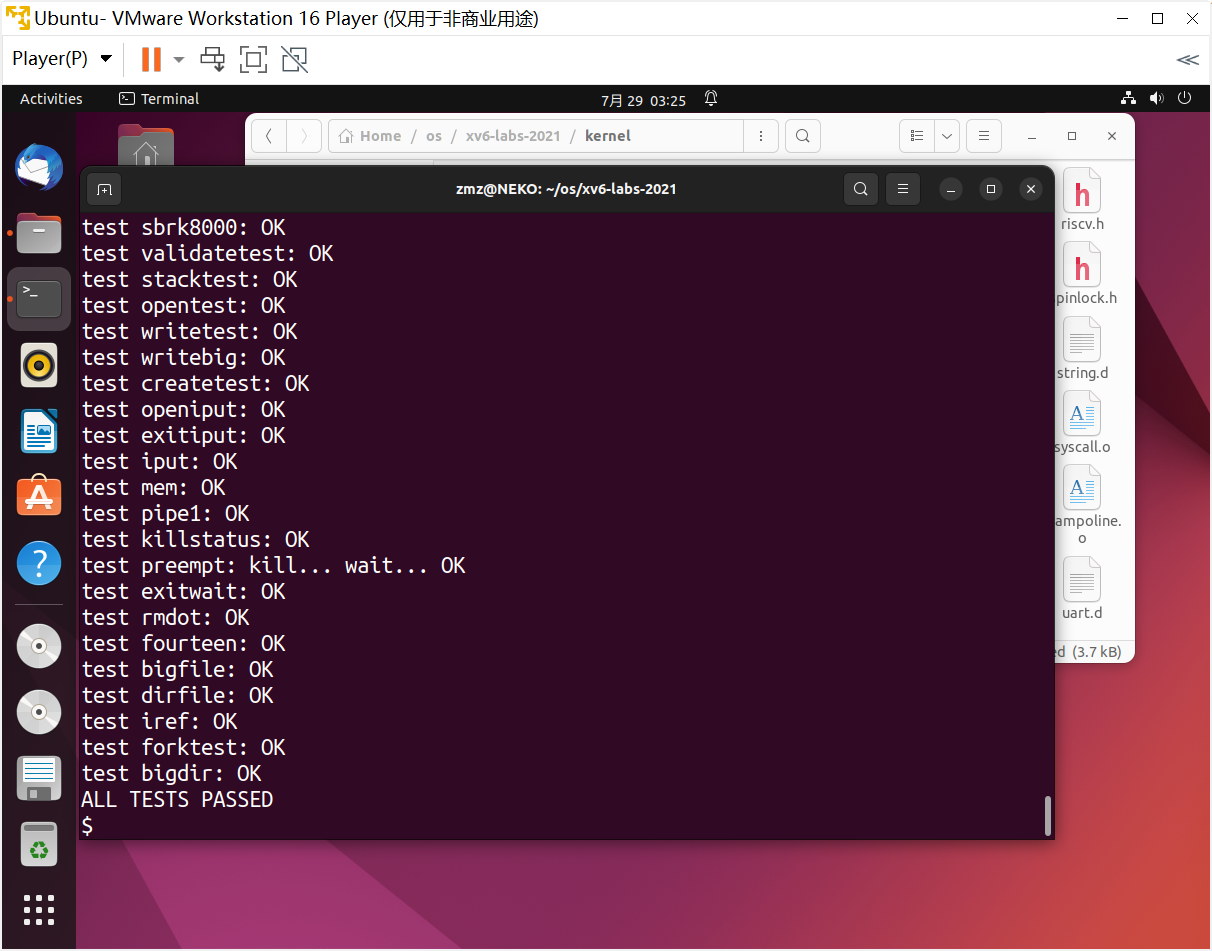 Ubuntu- VMware Workstation 16 Player (仅用于非商业用途)
Player(P)
Activities
Terminal
7月 29 03:25
Home / os / xv6-labs-2021 / kernel
zmz@NEKO: ~/os/xv6-labs-2021
test sbrk8000: OK
test validatetest: OK
test stacktest: OK
test opentest: OK
test writetest: OK
test writebig: OK
test createtest: OK
test openiput: OK
test exitiput: OK
test iput: OK
test mem: OK
test pipe1: OK
test killstatus: OK
test preempt: kill... wait... OK
test exitwait: OK
test rmdot: OK
test fourteen: OK
test bigfile: OK
test dirfile: OK
test iref: OK
test forktest: OK
test bigdir: OK
ALL TESTS PASSED
$
riscv.h
pinlock.h
string.d
syscall.o
ampoline.
o
uart.d
ed (3.7 kB)